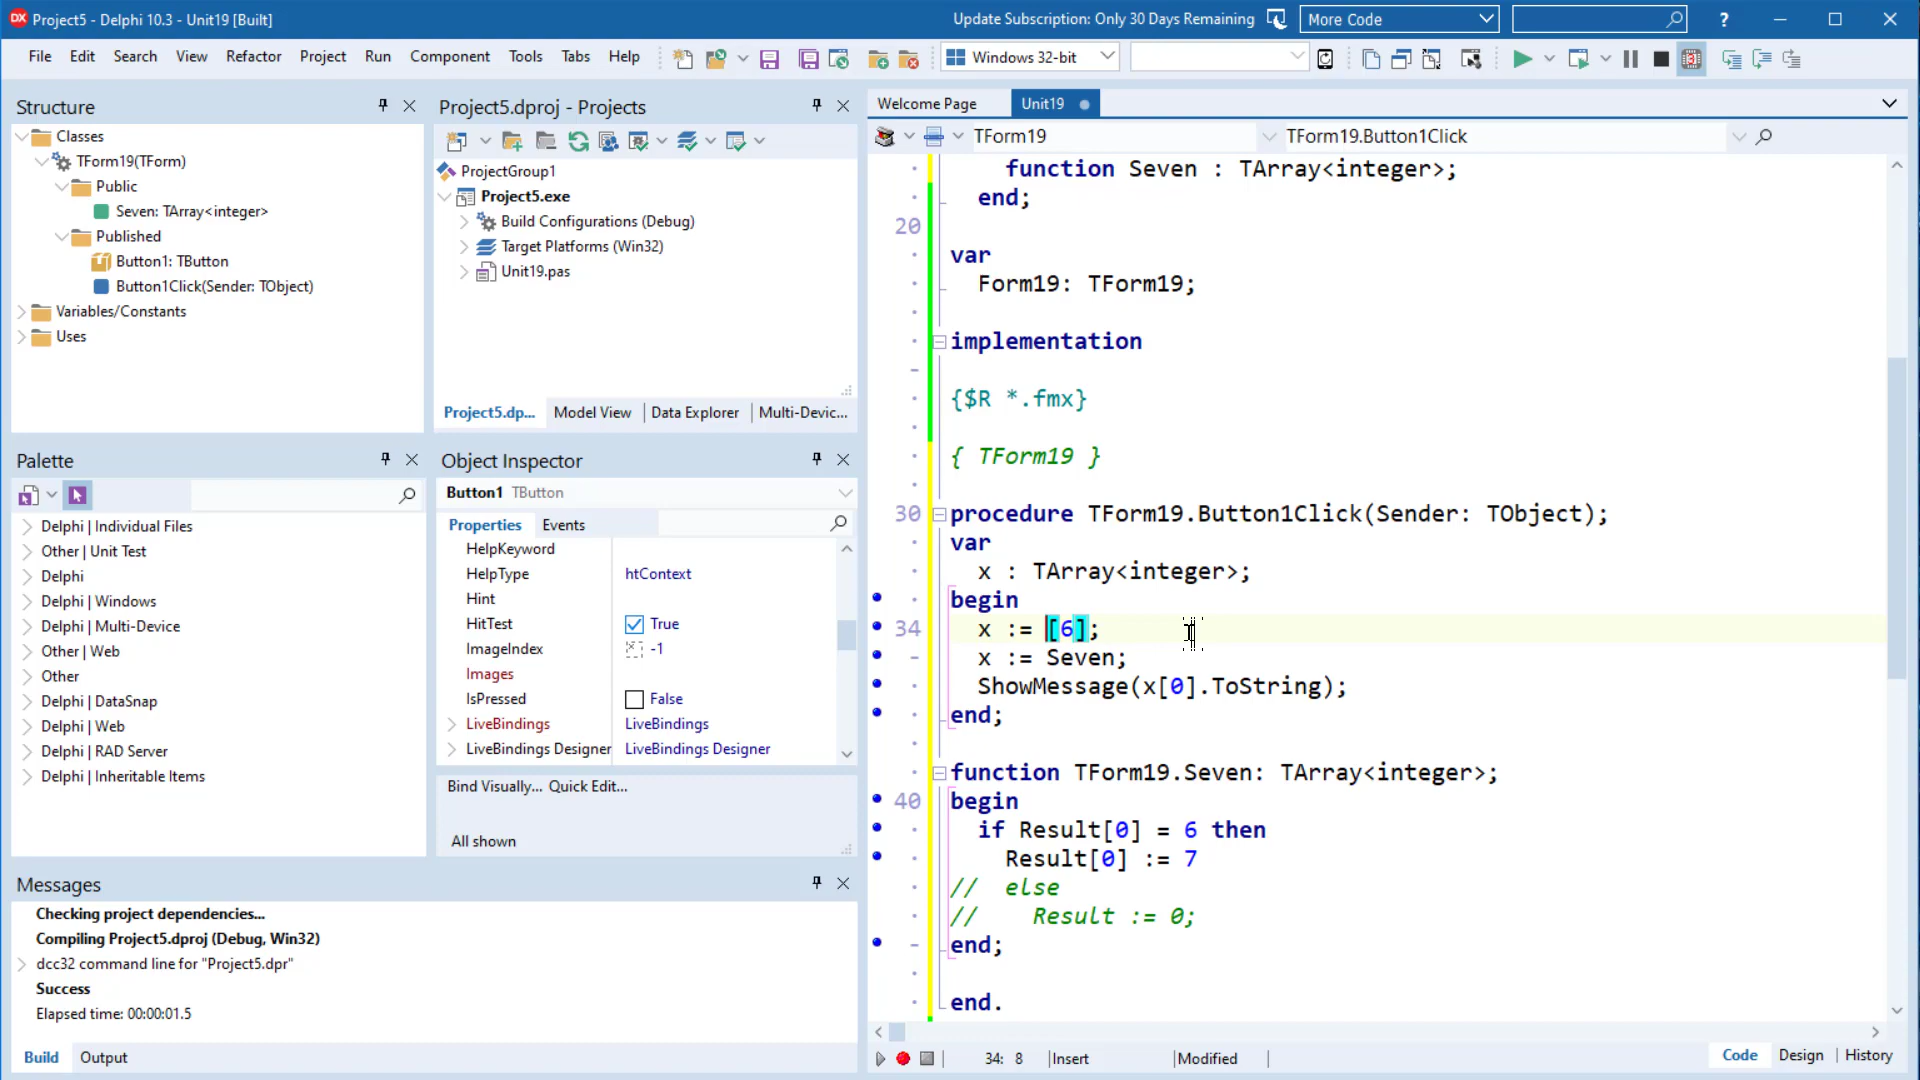 Project5 - Delphi 10.3 - Unit19 [Built]
Update Subscription: Only 30 Days Remaining
More Code
?
File Edit Search View Refactor Project Run Component Tools Tabs Help
Windows 32-bit
Structure
Classes
TForm19(TForm)
Public
Seven: TArray<integer>
Published
Button1: TButton
Button1Click(Sender: TObject)
Variables/Constants
Uses
Project5.dproj - Projects
ProjectGroup1
Project5.exe
Build Configurations (Debug)
Target Platforms (Win32)
Unit19.pas
Project5.dp... Model View Data Explorer Multi-Devic...
Palette
Delphi | Individual Files
Other | Unit Test
Delphi
Delphi | Windows
Delphi | Multi-Device
Other | Web
Other
Delphi | DataSnap
Delphi | Web
Delphi | RAD Server
Delphi | Inheritable Items
Object Inspector
Button1 TButton
Properties Events
HelpKeyword
HelpType htContext
Hint
HitTest True
ImageIndex -1
Images
IsPressed False
LiveBindings LiveBindings
LiveBindings Designer LiveBindings Designer
Bind Visually... Quick Edit...
All shown
Messages
Checking project dependencies...
Compiling Project5.dproj (Debug, Win32)
dcc32 command line for "Project5.dpr"
Success
Elapsed time: 00:00:01.5
Build Output
Welcome Page Unit19
TForm19 TForm19.Button1Click
function Seven : TArray<integer>;
end;
20
var
Form19: TForm19;
implementation
{$R *.fmx}
{ TForm19 }
30 procedure TForm19.Button1Click(Sender: TObject);
var
x : TArray<integer>;
begin
34 x := [6];
x := Seven;
ShowMessage(x[0].ToString);
end;
function TForm19.Seven: TArray<integer>;
40 begin
if Result[0] = 6 then
Result[0] := 7
// else
// Result := 0;
end;
end.
34: 8 Insert Modified
Code Design History